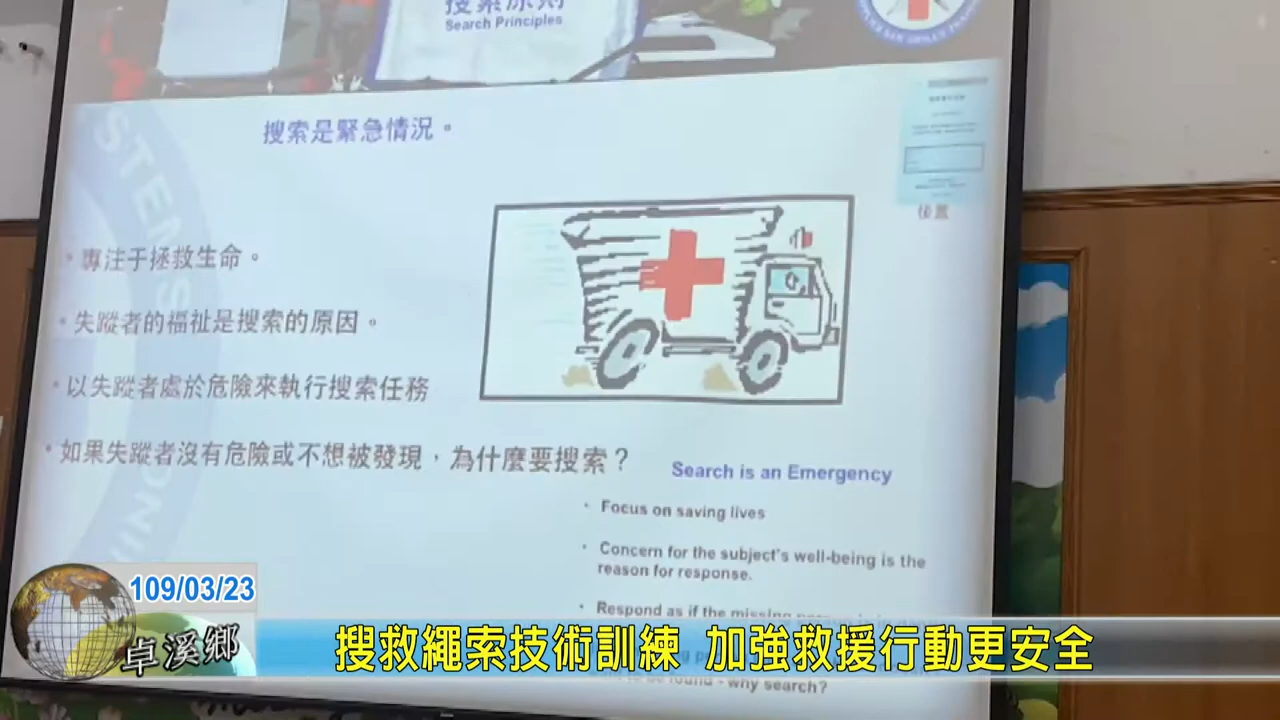 搜索原則
Search Principles
搜索是緊急情況。
• 專注于拯救生命。
• 失蹤者的福祉是搜索的原因。
• 以失蹤者處於危險來執行搜索任務
• 如果失蹤者沒有危險或不想被發現，為什麼要搜索？
Search is an Emergency
• Focus on saving lives
• Concern for the subject's well-being is the
reason for response.
• Respond as if the missing
found - why search?
109/03/23
卓溪鄉
搜救繩索技術訓練 加強救援行動更安全